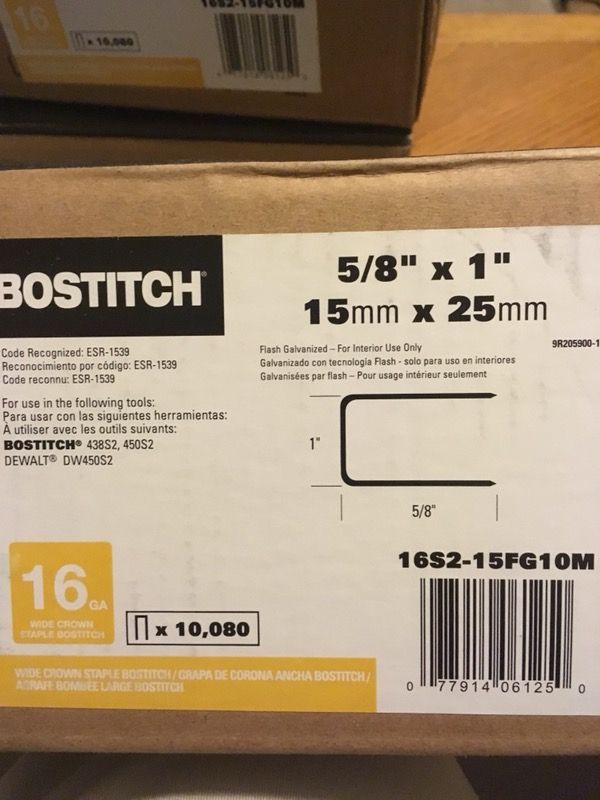 16
x 10,080
16S2-15FG10M
BOSTITCH®
5/8" x 1"
15mm x 25mm
Code Recognized: ESR-1539
Reconocimiento por código: ESR-1539
Code reconnu: ESR-1539
Flash Galvanized – For Interior Use Only
Galvanizado con tecnología Flash - solo para uso en interiores
Galvanisées par flash – Pour usage intérieur seulement
9R205900-1
For use in the following tools:
Para usar con las siguientes herramientas:
À utiliser avec les outils suivants:
BOSTITCH® 438S2, 450S2
DEWALT® DW450S2
1"
5/8"
16 GA
WIDE CROWN
STAPLE BOSTITCH
x 10,080
16S2-15FG10M
0 77914 06125 0
WIDE CROWN STAPLE BOSTITCH / GRAPA DE CORONA ANCHA BOSTITCH /
AGRAFE BOMBÉE LARGE BOSTITCH